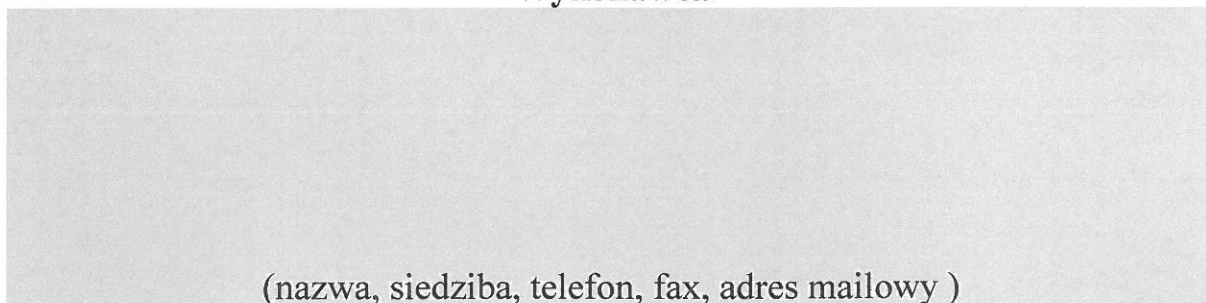 (nazwa, siedziba, telefon, fax, adres mailowy )